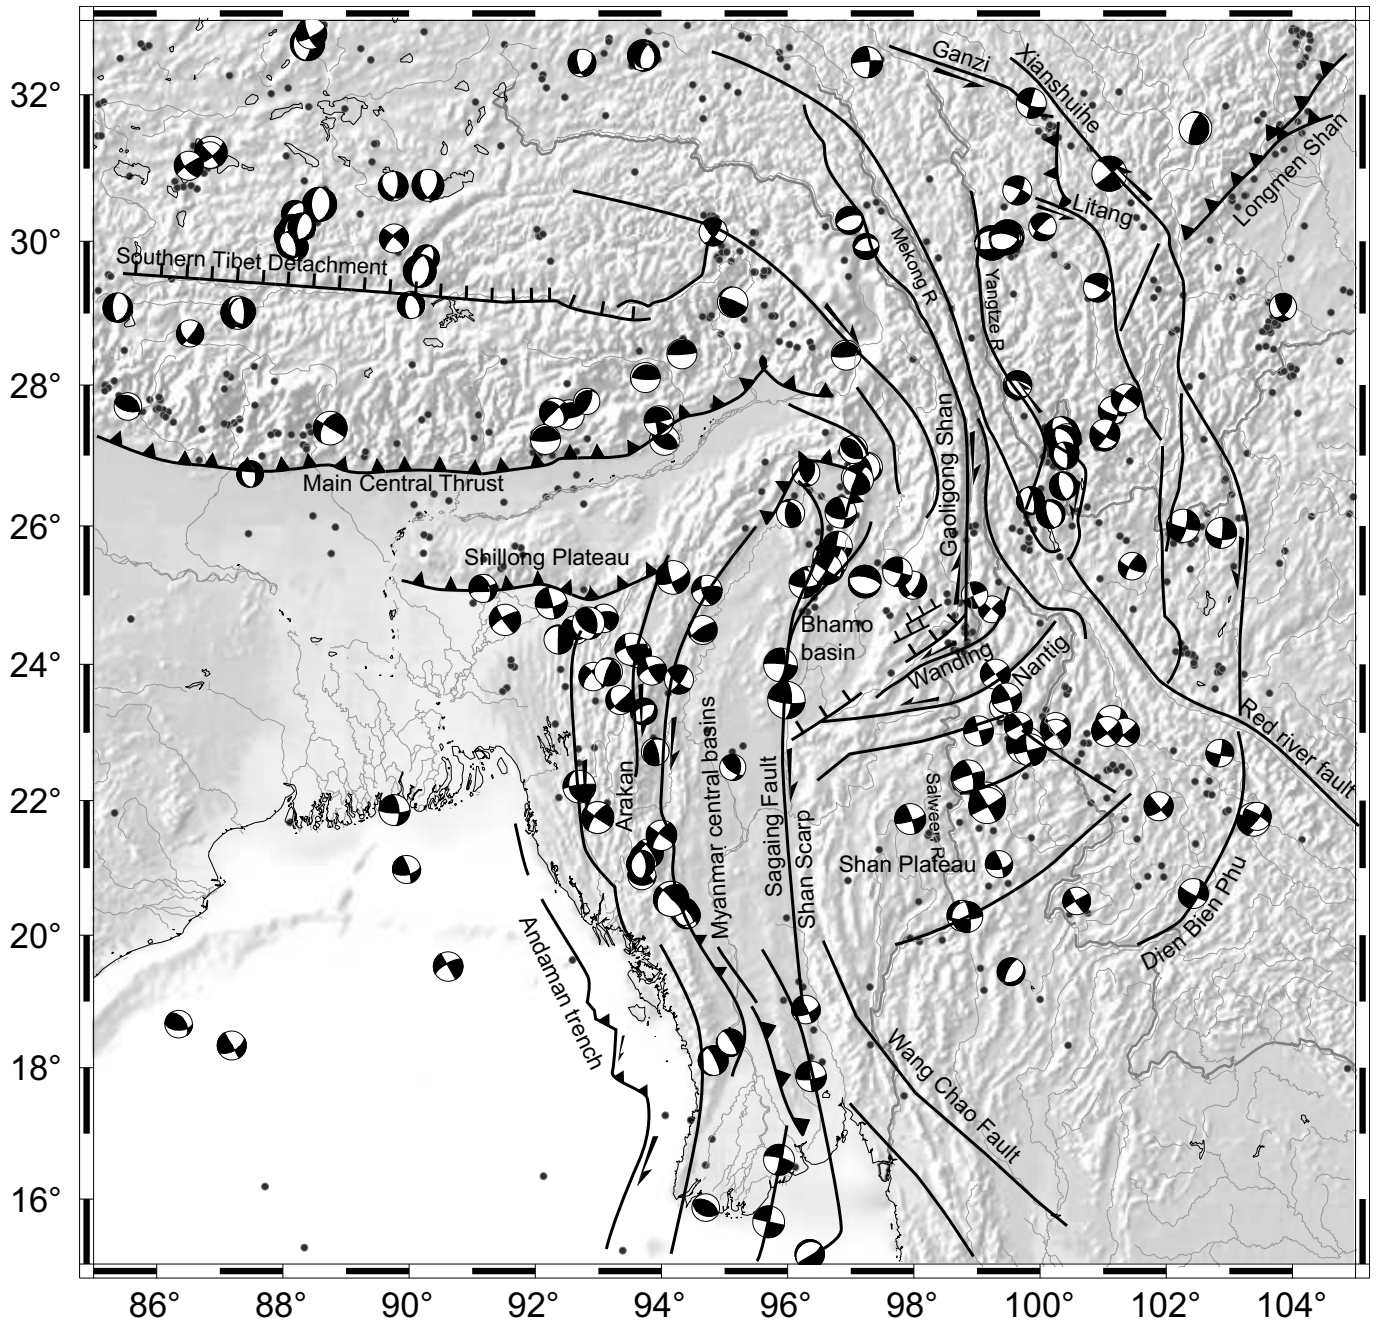 Ganzi
Xianshuihe
32°
Longmen Shan
Litang
30°
Southern Tibet Detachment
Mekong R
Yangtze R
28°
Gaoligong Shan
Main Central Thrust
26°
Shillong Plateau
Bhamo
basin
24°
Wanding
Nantig
Red river fault
Myanmar central basins
Sagaing Fault
Arakan
22°
Salween R
Shan Scarp
Shan Plateau
Dien Bien Phu
20°
Andaman trench
18°
Wang Chao Fault
16°
86°
88°
90°
92°
94°
96°
98°
100°
102°
104°